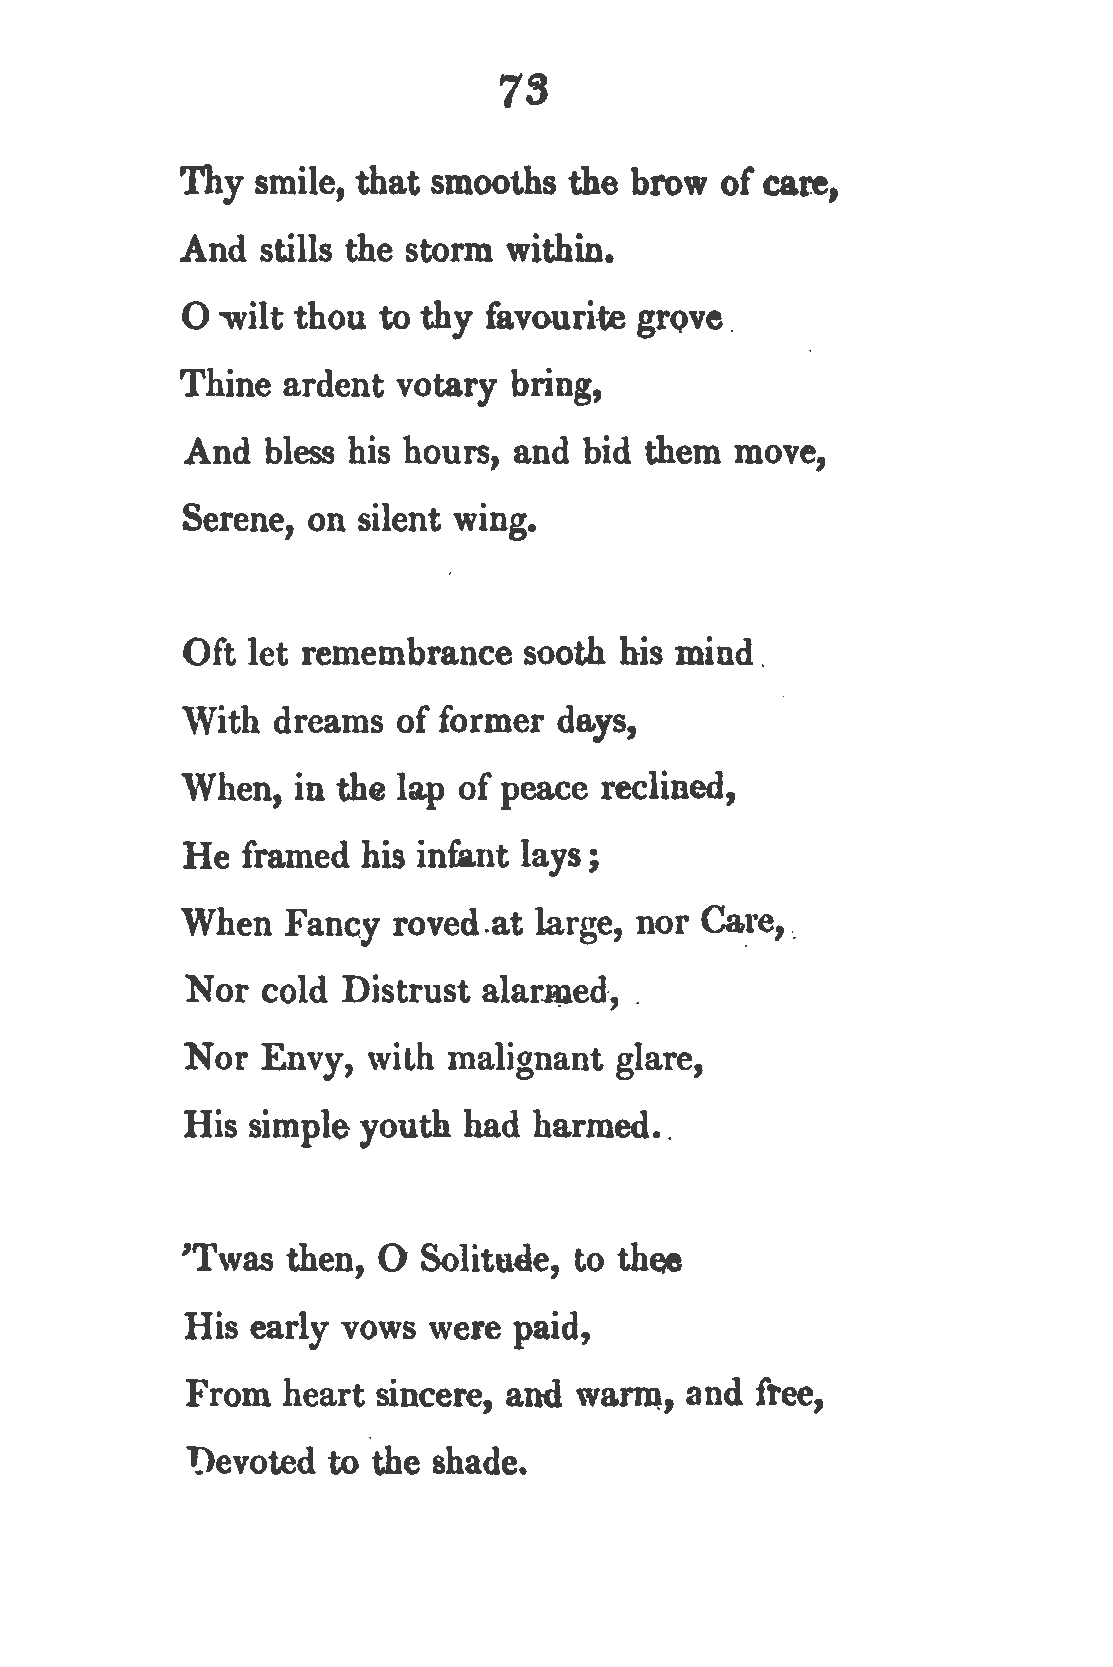 73
Thy smile, that smooths the brow of care,
And stills the storm within.
O wilt thou to thy favourite grove
Thine ardent votary bring,
And bless his hours, and bid them move,
Serene, on silent wing.
Oft let remembrance sooth his mind
With dreams of former days,
When, in the lap of peace reclined,
He framed his infant lays;
When Fancy roved at large, nor Care,
Nor cold Distrust alarmed,
Nor Envy, with malignant glare,
His simple youth had harmed.
'Twas then, O Solitude, to thee
His early vows were paid,
From heart sincere, and warm, and free,
Devoted to the shade.